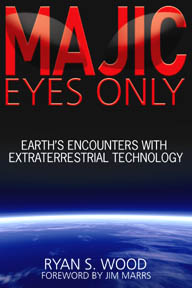 MAJIC
EYES ONLY
EARTH'S ENCOUNTERS WITH
EXTRATERRESTRIAL TECHNOLOGY
RYAN S. WOOD
FOREWORD BY JIM MARRS